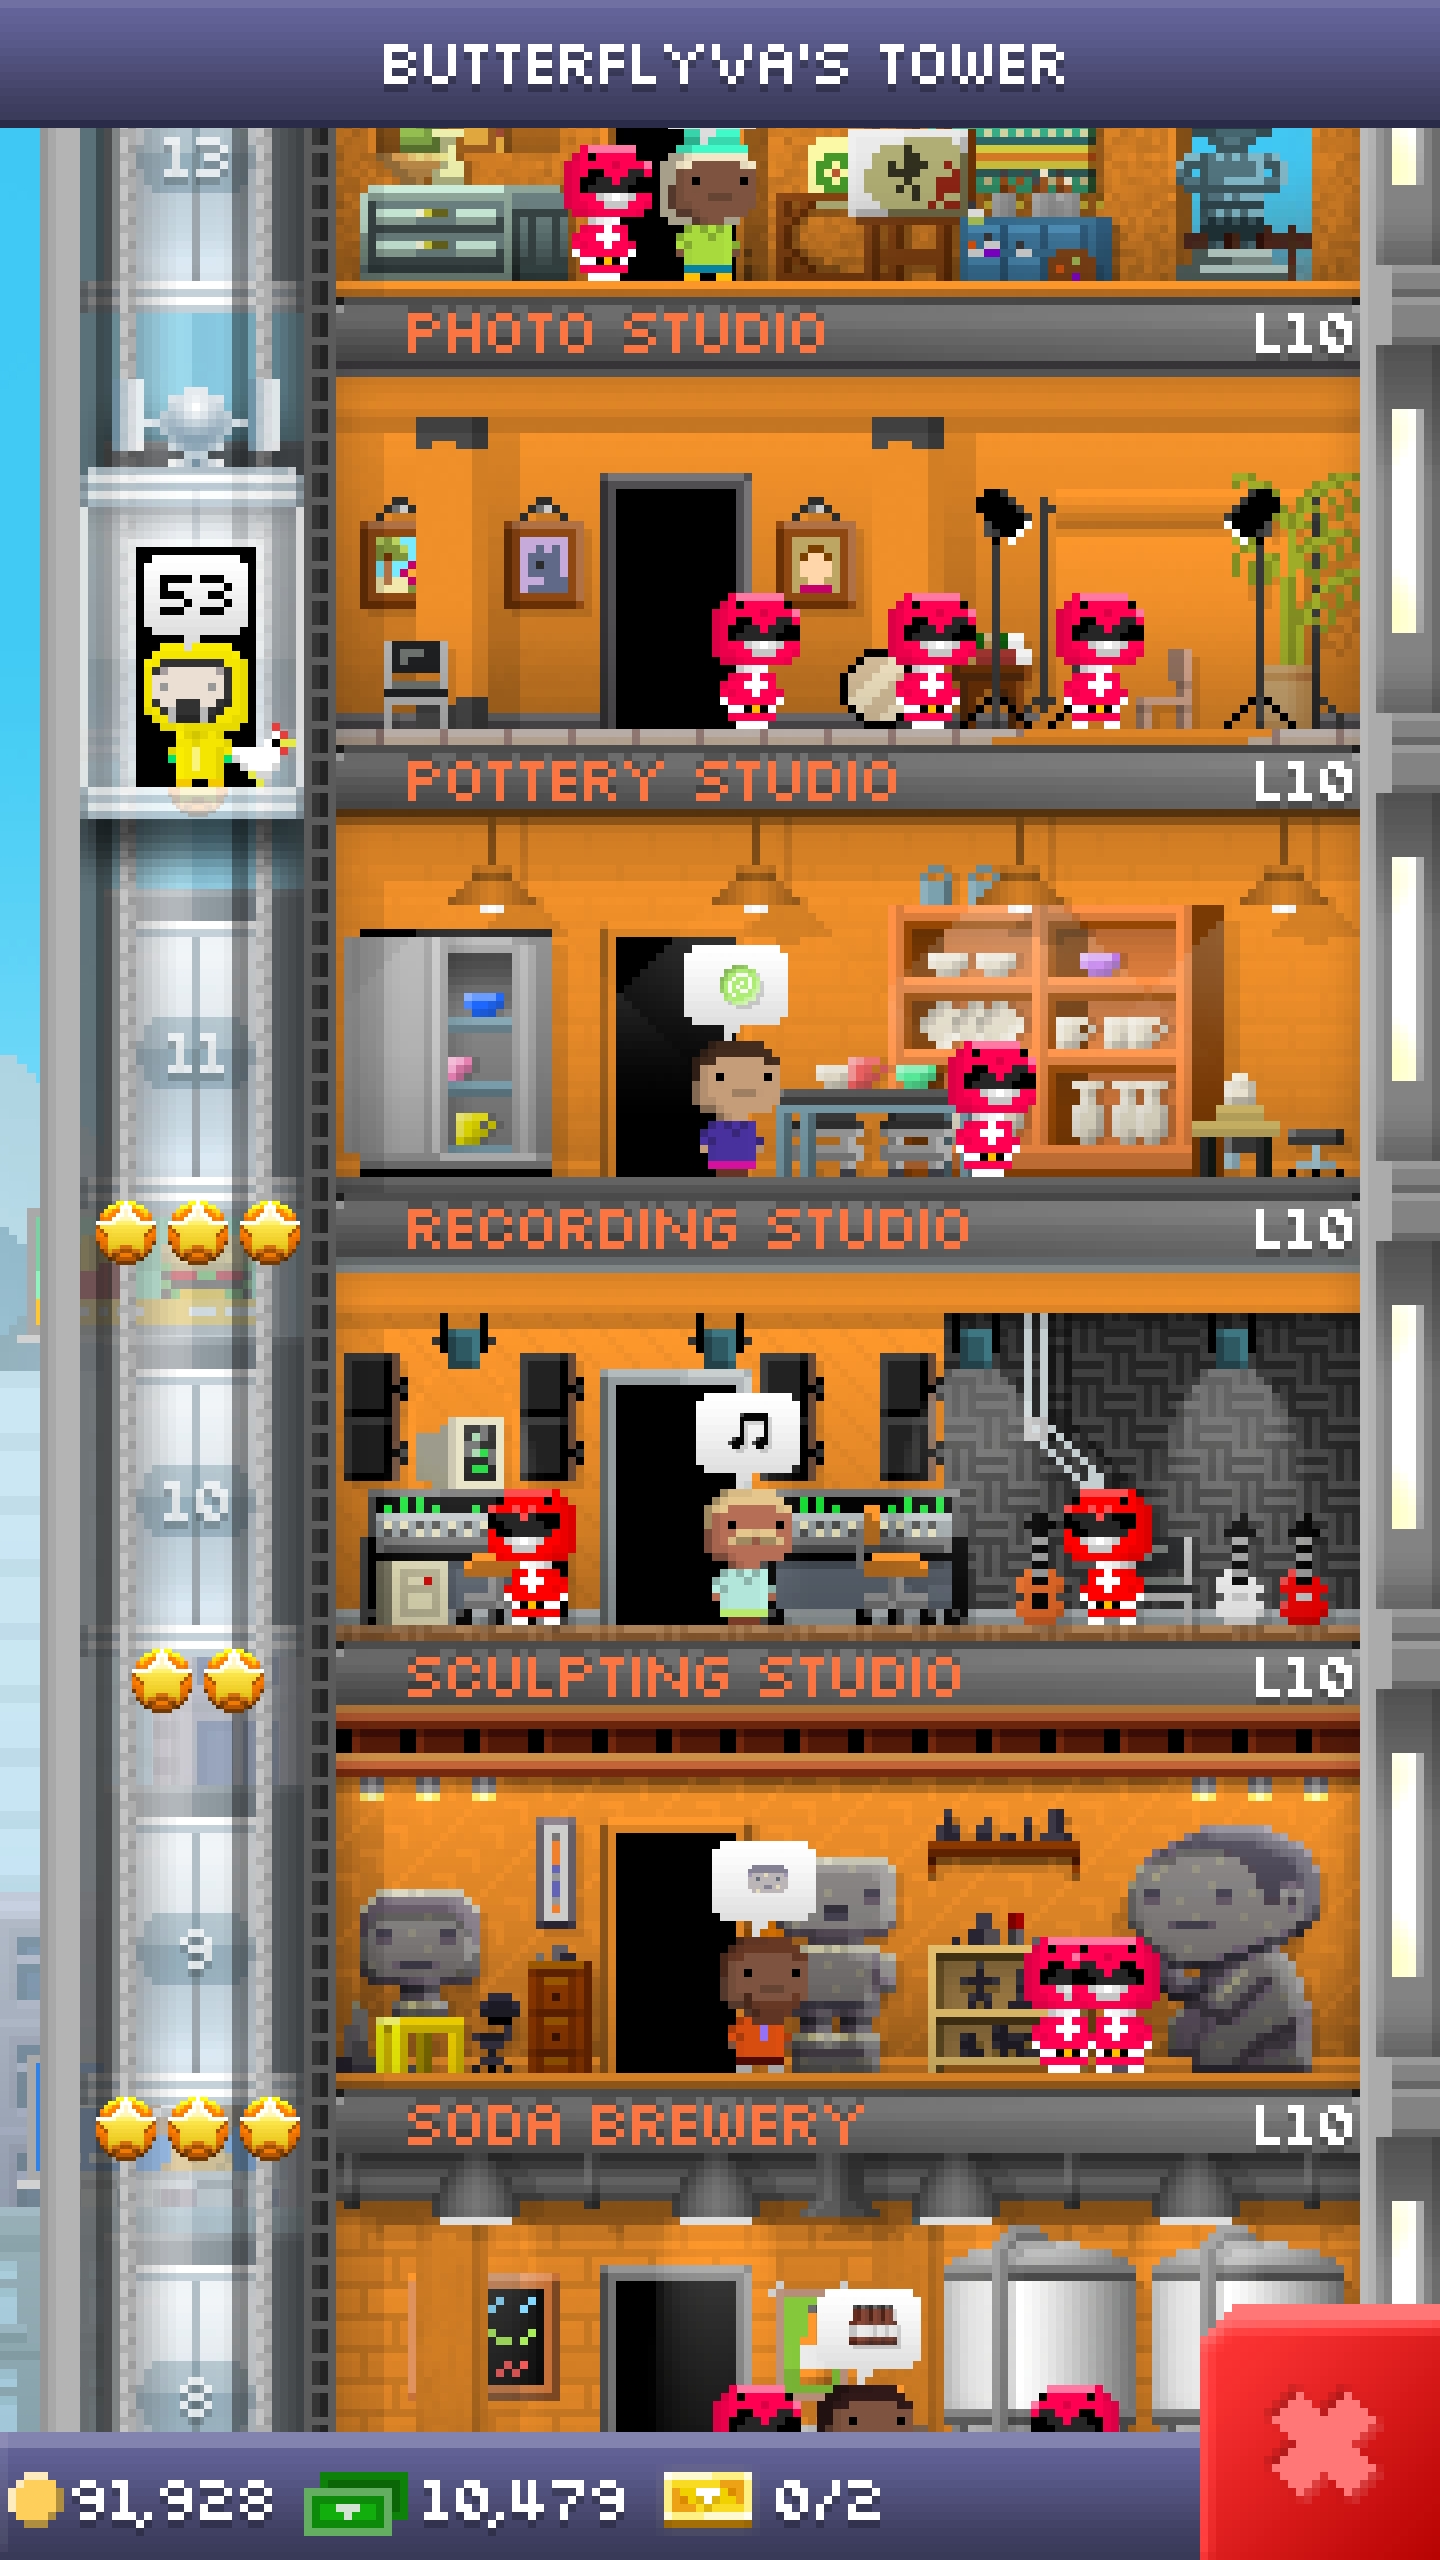 BUTTERFLYVA'S TOWER
13
PHOTO STUDIO L10
53
POTTERY STUDIO L10
11
RECORDING STUDIO L10
10
SCULPTING STUDIO L10
9
SODA BREWERY L10
8
91,928 10,479 0/2